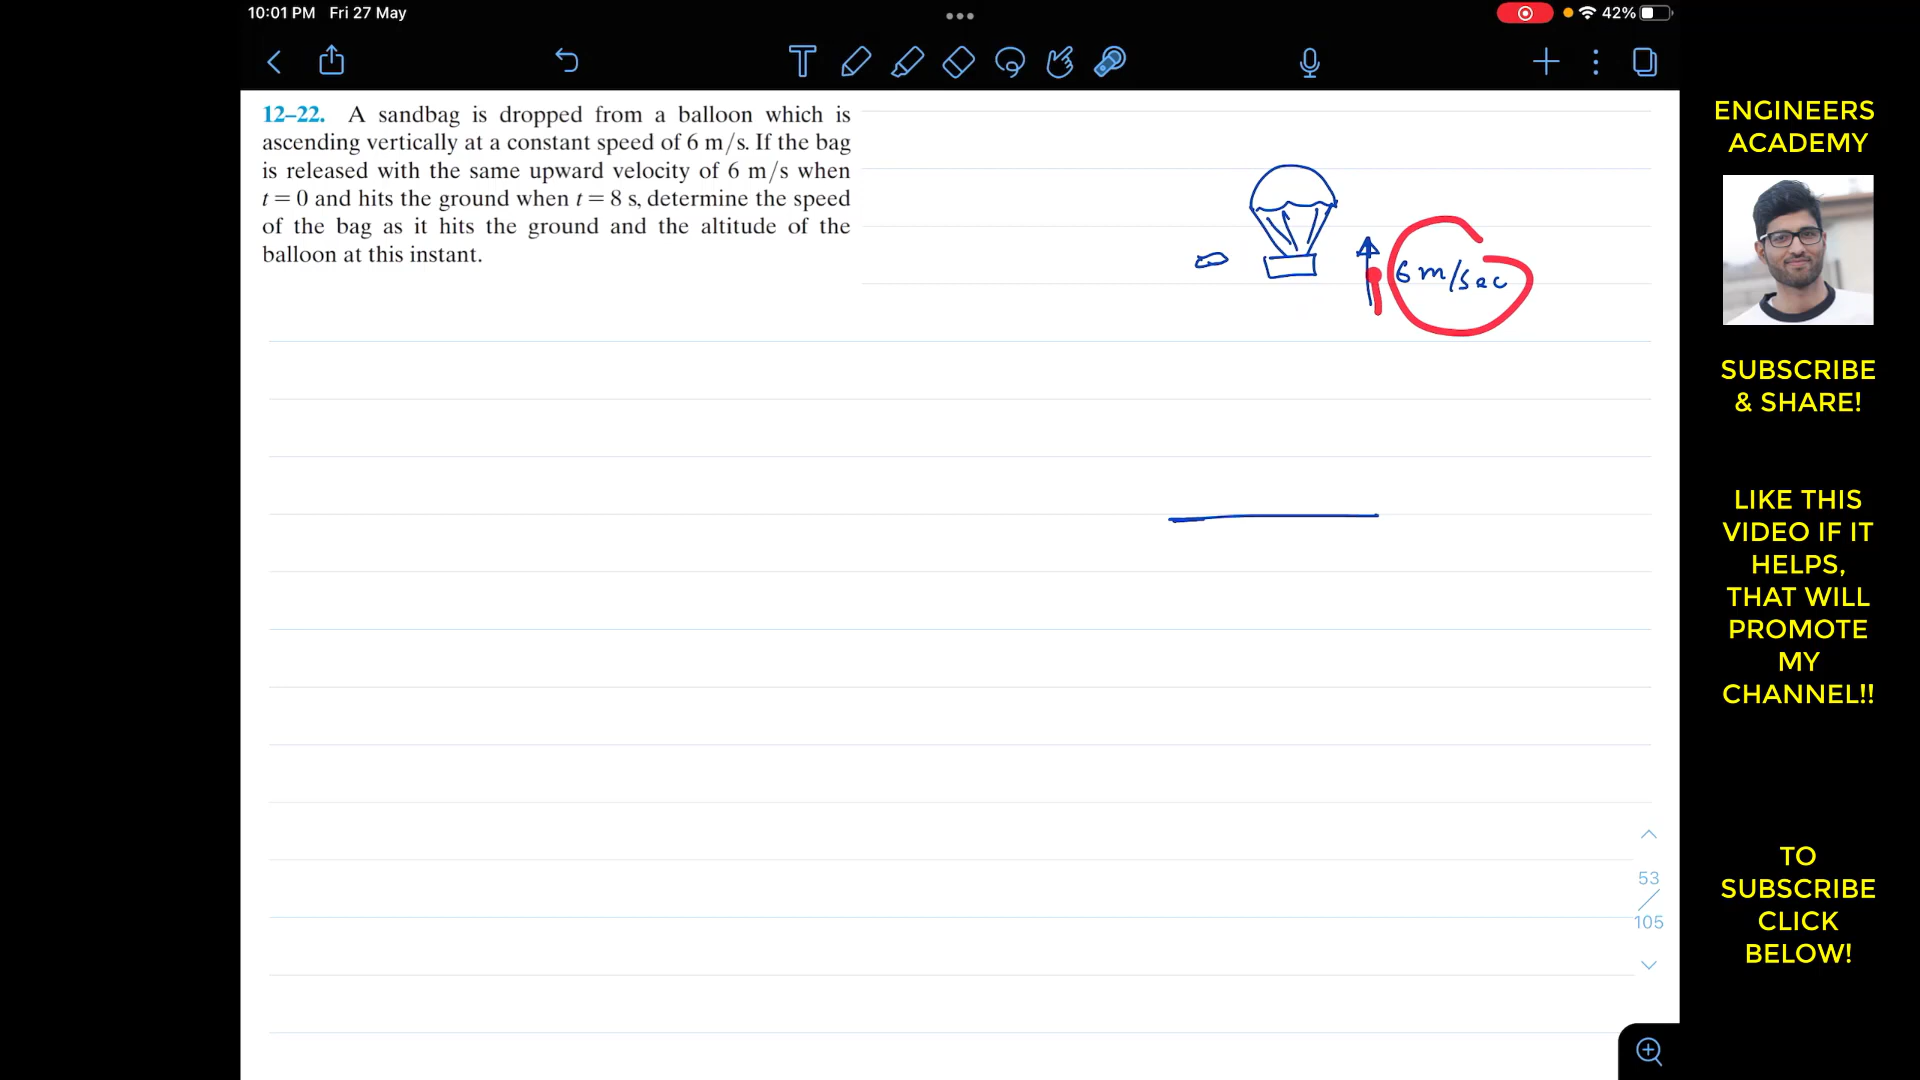 10:01 PM Fri 27 May
42%
12–22. A sandbag is dropped from a balloon which is
ascending vertically at a constant speed of 6 m/s. If the bag
is released with the same upward velocity of 6 m/s when
t = 0 and hits the ground when t = 8 s, determine the speed
of the bag as it hits the ground and the altitude of the
balloon at this instant.
6 m/sec
53
/
105
ENGINEERS
ACADEMY
SUBSCRIBE
& SHARE!
LIKE THIS
VIDEO IF IT
HELPS,
THAT WILL
PROMOTE
MY
CHANNEL!!
TO
SUBSCRIBE
CLICK
BELOW!